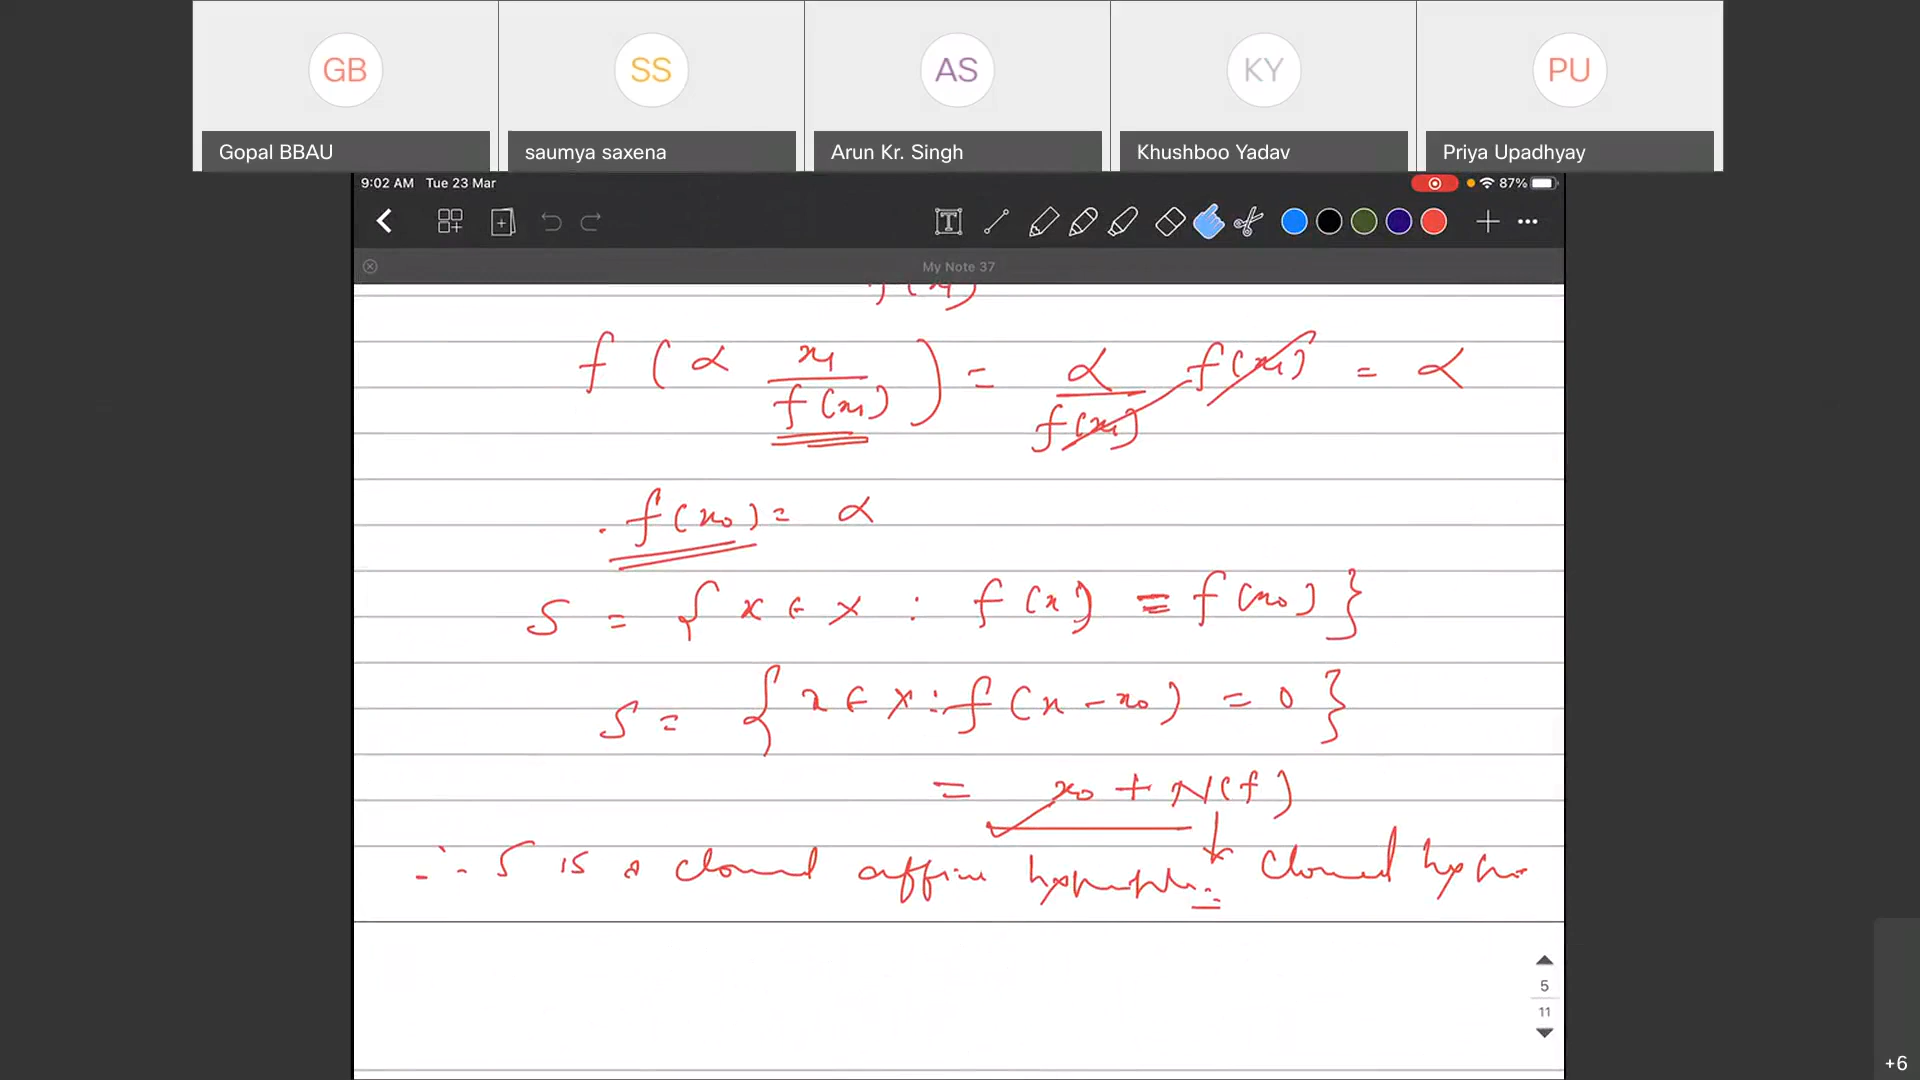 GB SS AS KY PU
Gopal BBAU saumya saxena Arun Kr. Singh Khushboo Yadav Priya Upadhyay
9:02 AM Tue 23 Mar 87%
T
My Note 37
f ( α x₁ / f(x₁) ) = α / f(x₁) f(x₁) = α
. f(x₀) = α
S = { x ∈ X : f(x) = f(x₀) }
S = { x ∈ X : f(x - x₀) = 0 }
= x₀ + N(f)
∴ S is a closed affine closed
5
11
+6